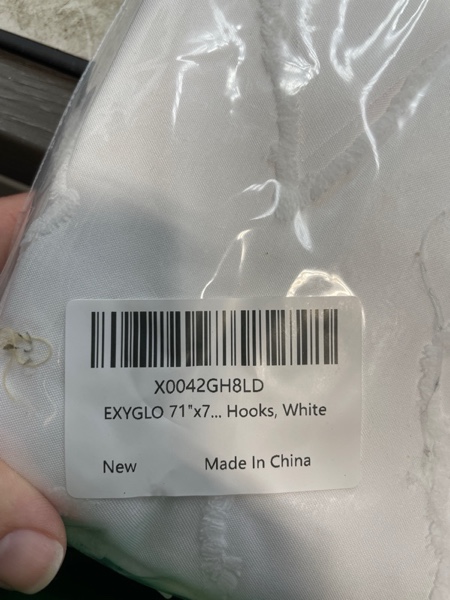 X0042GH8LD
EXYGLO 71"x7... Hooks, White
New Made In China